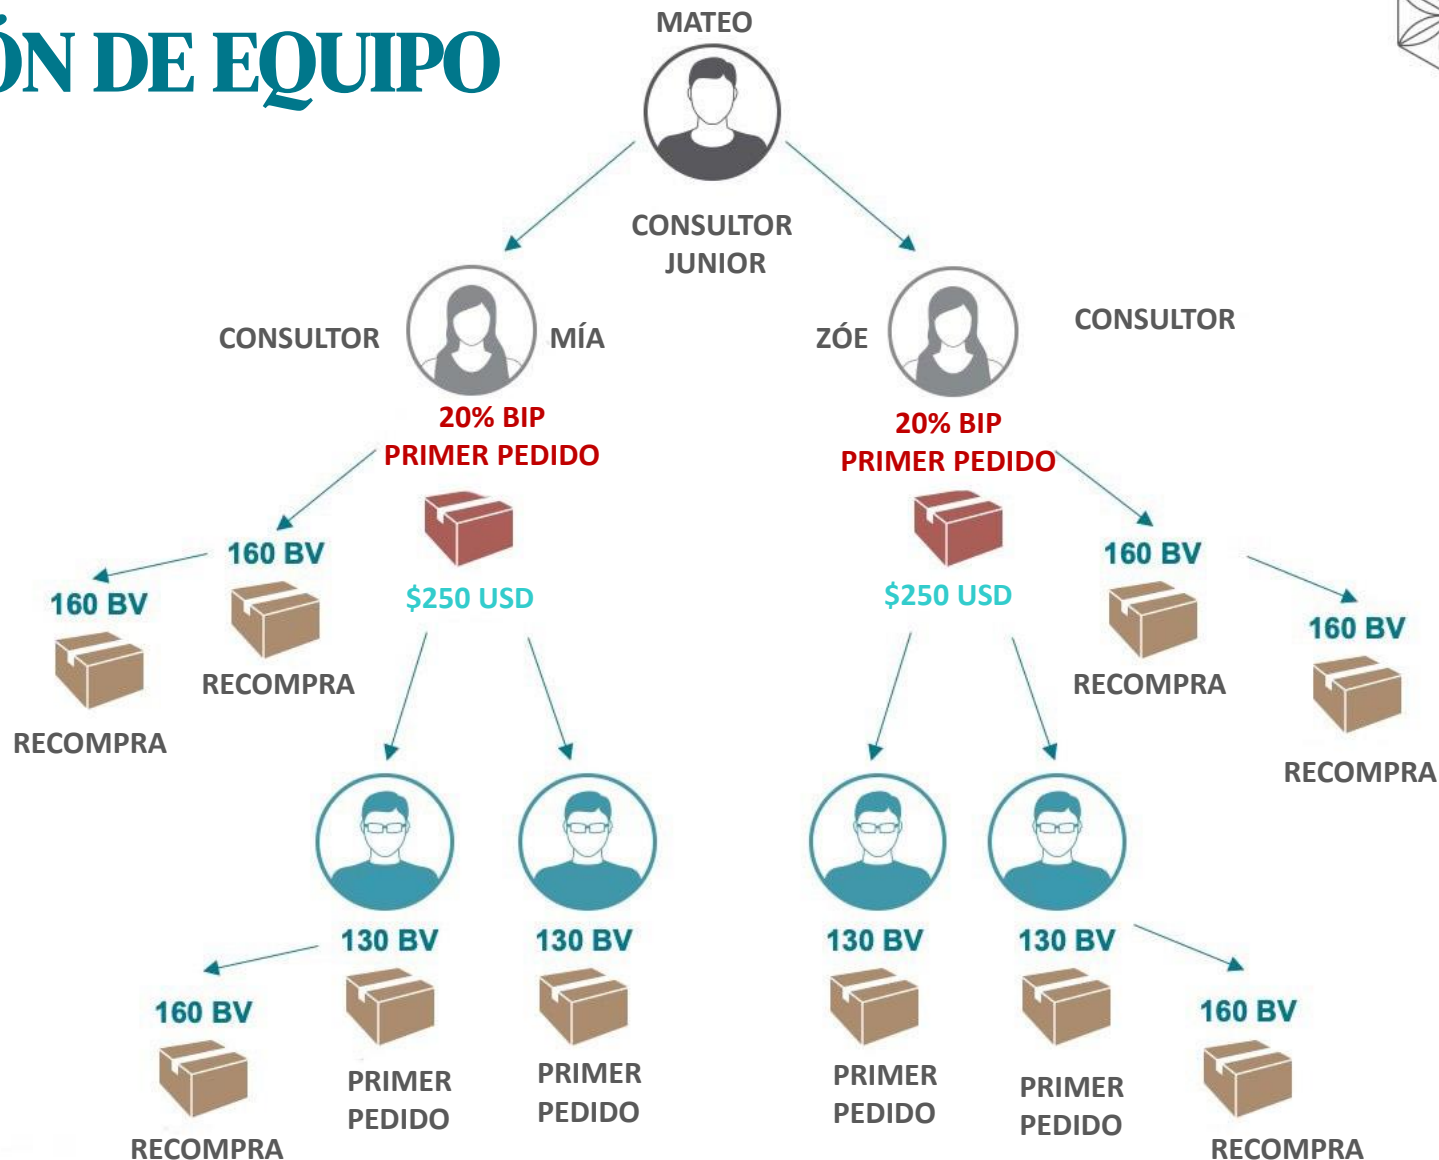 MATEO
ÓN DE EQUIPO
CONSULTOR
JUNIOR
CONSULTOR
MÍA
ZÓE
CONSULTOR
20% BIP
PRIMER PEDIDO
20% BIP
PRIMER PEDIDO
160 BV
160 BV
$250 USD
RECOMPRA
RECOMPRA
160 BV
160 BV
$250 USD
RECOMPRA
RECOMPRA
130 BV
130 BV
130 BV
130 BV
160 BV
160 BV
PRIMER
PEDIDO
PRIMER
PEDIDO
PRIMER
PEDIDO
PRIMER
PEDIDO
RECOMPRA
RECOMPRA